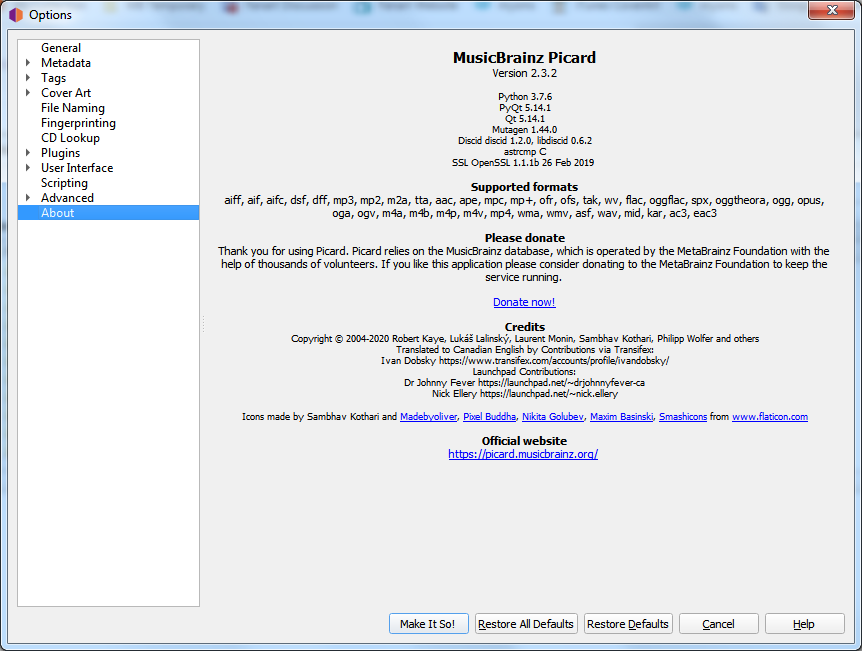 Options
General
Metadata
Tags
Cover Art
File Naming
Fingerprinting
CD Lookup
Plugins
User Interface
Scripting
Advanced
About
MusicBrainz Picard
Version 2.3.2
Python 3.7.6
PyQt 5.14.1
Qt 5.14.1
Mutagen 1.44.0
Discid discid 1.2.0, libdiscid 0.6.2
astrcmp C
SSL OpenSSL 1.1.1b 26 Feb 2019
Supported formats
aiff, aif, aifc, dsf, dff, mp3, mp2, m2a, tta, aac, ape, mpc, mp+, ofr, ofs, tak, wv, flac, oggflac, spx, oggtheora, ogg, opus,
oga, ogv, m4a, m4b, m4p, m4v, mp4, wma, wmv, asf, wav, mid, kar, ac3, eac3
Please donate
Thank you for using Picard. Picard relies on the MusicBrainz database, which is operated by the MetaBrainz Foundation with the
help of thousands of volunteers. If you like this application please consider donating to the MetaBrainz Foundation to keep the
service running.
Donate now!
Credits
Copyright © 2004-2020 Robert Kaye, Lukáš Lalinský, Laurent Monin, Sambhav Kothari, Philipp Wolfer and others
Translated to Canadian English by Contributions via Transifex:
Ivan Dobsky https://www.transifex.com/accounts/profile/ivandobsky/
Launchpad Contributions:
Dr Johnny Fever https://launchpad.net/~drjohnnyfever-ca
Nick Ellery https://launchpad.net/~nick.ellery
Icons made by Sambhav Kothari and Madebyoliver, Pixel Buddha, Nikita Golubev, Maxim Basinski, Smashicons from www.flaticon.com
Official website
https://picard.musicbrainz.org/
Make It So!
Restore All Defaults
Restore Defaults
Cancel
Help